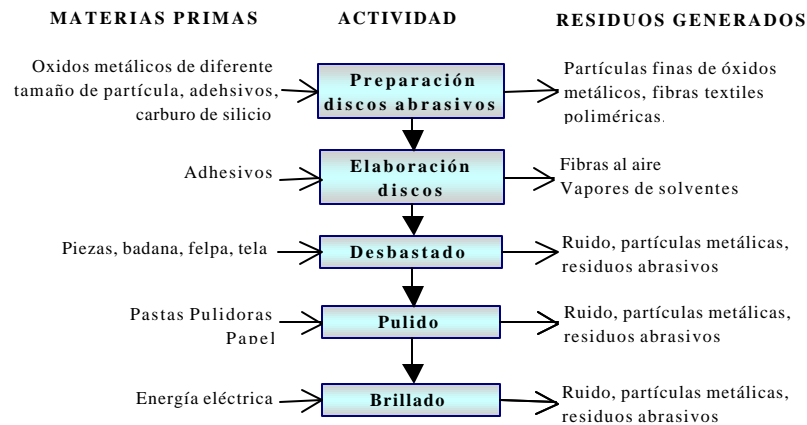 MATERIAS PRIMAS ACTIVIDAD RESIDUOS GENERADOS
Oxidos metálicos de diferente
tamaño de partícula, adehsivos,
carburo de silicio
Preparación
discos abrasivos
Partículas finas de óxidos
metálicos, fibras textiles
poliméricas.
Adhesivos
Elaboración
discos
Fibras al aire
Vapores de solventes
Piezas, badana, felpa, tela
Desbastado
Ruido, partículas metálicas,
residuos abrasivos
Pastas Pulidoras
Papel
Pulido
Ruido, partículas metálicas,
residuos abrasivos
Energía eléctrica
Brillado
Ruido, partículas metálicas,
residuos abrasivos